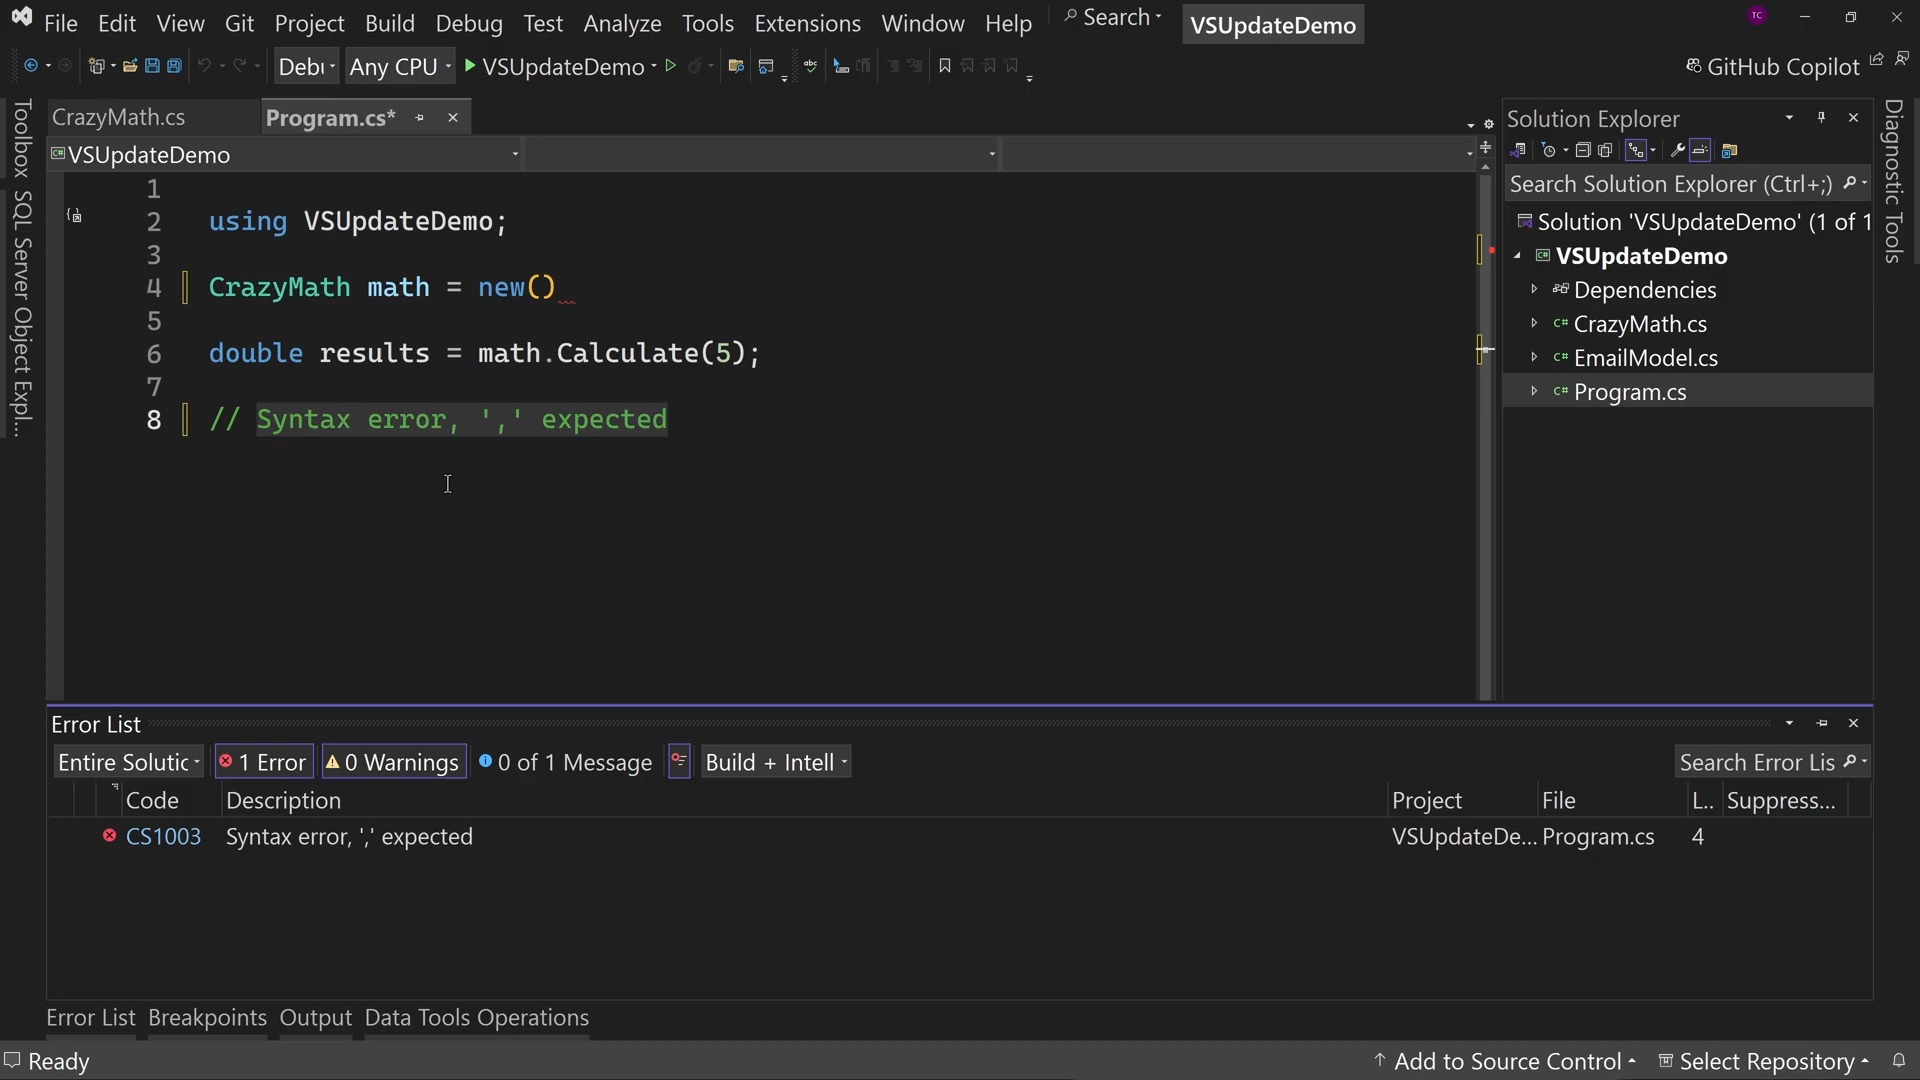 File Edit View Git Project Build Debug Test Analyze Tools Extensions Window Help Search VSUpdateDemo TC
Debu Any CPU VSUpdateDemo GitHub Copilot
Toolbox
SQL Server Object Expl...
CrazyMath.cs Program.cs*
VSUpdateDemo
1
2 using VSUpdateDemo;
3
4 CrazyMath math = new()
5
6 double results = math.Calculate(5);
7
8 // Syntax error, ',' expected
Solution Explorer
Search Solution Explorer (Ctrl+;)
Solution 'VSUpdateDemo' (1 of 1
VSUpdateDemo
Dependencies
C# CrazyMath.cs
C# EmailModel.cs
C# Program.cs
Diagnostic Tools
Error List
Entire Solutic 1 Error 0 Warnings 0 of 1 Message Build + Intell Search Error Lis
Code Description Project File L.. Suppress...
CS1003 Syntax error, ',' expected VSUpdateDe... Program.cs 4
Error List Breakpoints Output Data Tools Operations
Ready Add to Source Control Select Repository